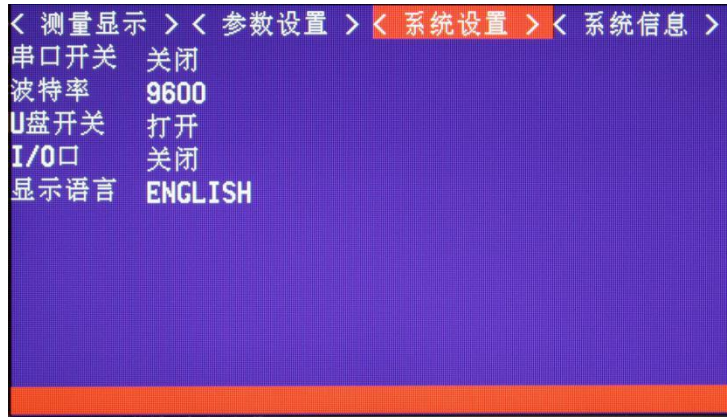 < 测量显示 >< 参数设置 >< 系统设置 >< 系统信息 >
串口开关 关闭
波特率 9600
U盘开关 打开
I/O口 关闭
显示语言 ENGLISH